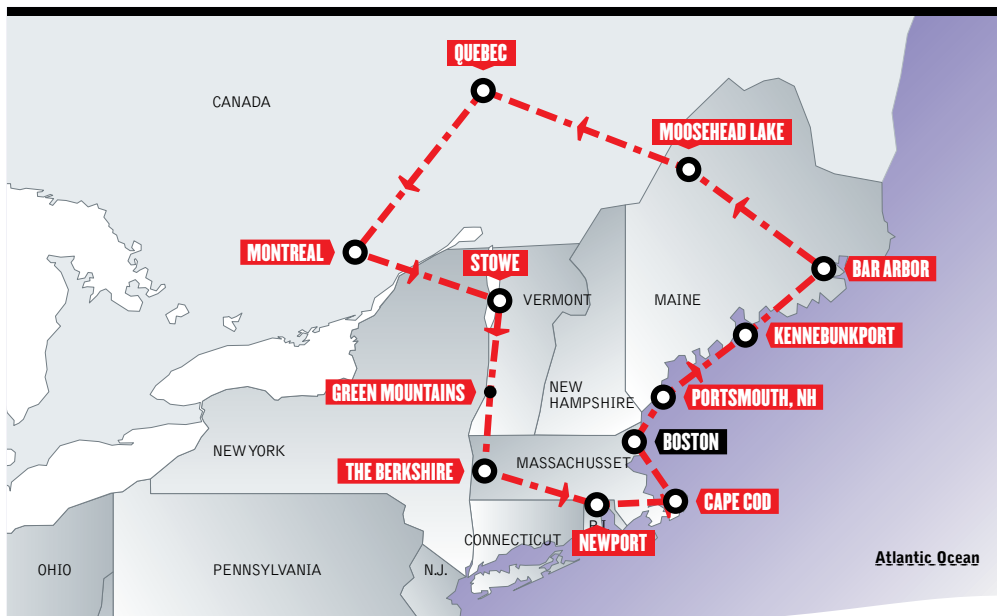 QUEBEC
CANADA
MOOSEHEAD LAKE
MONTREAL
STOWE
BAR ARBOR
VERMONT
MAINE
KENNEBUNKPORT
GREEN MOUNTAINS
NEW
HAMPSHIRE
PORTSMOUTH, NH
NEW YORK
BOSTON
MASSACHUSSET
THE BERKSHIRE
CAPE COD
R.I.
CONNECTICUT
NEWPORT
Atlantic Ocean
OHIO
PENNSYLVANIA
N.J.